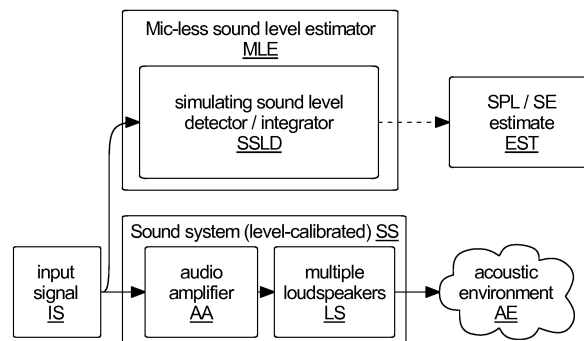 Mic-less sound level estimator
MLE
simulating sound level
detector / integrator
SSLD
SPL / SE
estimate
EST
Sound system (level-calibrated) SS
input
signal
IS
audio
amplifier
AA
multiple
loudspeakers
LS
acoustic
environment
AE